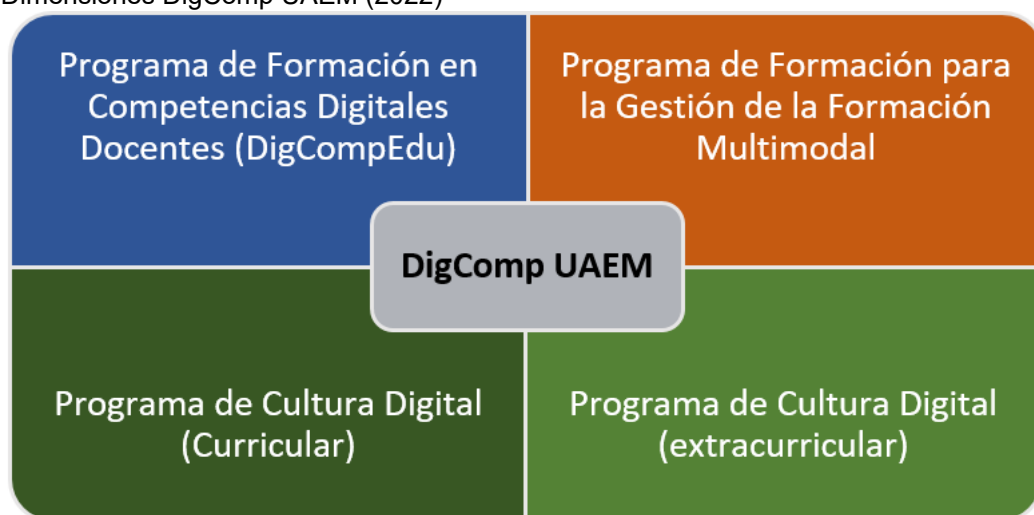 Dimensiones DigComp UAEM (2022)
Programa de Formación en
Competencias Digitales
Docentes (DigCompEdu)
Programa de Formación para
la Gestión de la Formación
Multimodal
DigComp UAEM
Programa de Cultura Digital
(Curricular)
Programa de Cultura Digital
(extracurricular)